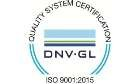 QUALITY SYSTEM CERTIFICATION
DNV·GL
ISO 9001:2015